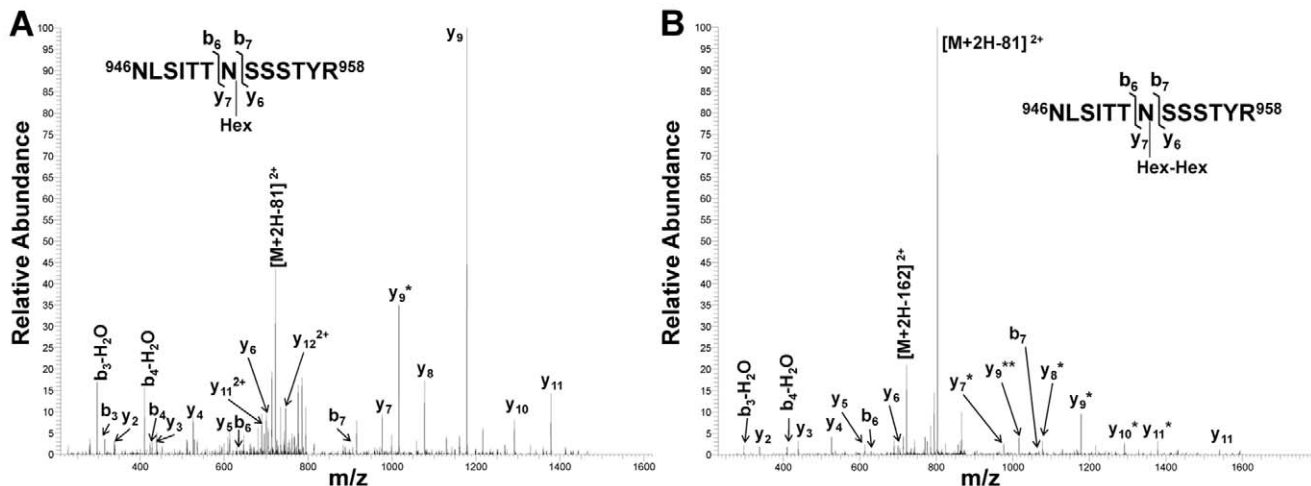 A
Relative Abundance
100
95
90
85
80
75
70
65
60
55
50
45
40
35
30
25
20
15
10
5
0
b₆ b₇
⁹⁴⁶NLSITTNSSSTYR⁹⁵⁸
y₇ y₆
Hex
y₉
[M+2H-81]²⁺
y₉*
y₁₂²⁺
y₆
y₈
b₃-H₂O
b₄-H₂O
y₁₁²⁺
y₁₁
y₁₀
y₇
b₇
b₃
y₂
b₄
y₃
y₄
y₅
b₆
400 600 800 1000 1200 1400 1600
m/z
B
Relative Abundance
100
95
90
85
80
75
70
65
60
55
50
45
40
35
30
25
20
15
10
5
0
[M+2H-81]²⁺
b₆ b₇
⁹⁴⁶NLSITTNSSSTYR⁹⁵⁸
y₇ y₆
Hex-Hex
[M+2H-162]²⁺
b₇
y₉**
y₈*
y₇*
y₉*
b₃-H₂O
b₄-H₂O
y₂
y₃
y₄
y₅
b₆
y₆
y₁₀*
y₁₁*
y₁₁
400 600 800 1000 1200 1400 1600
m/z